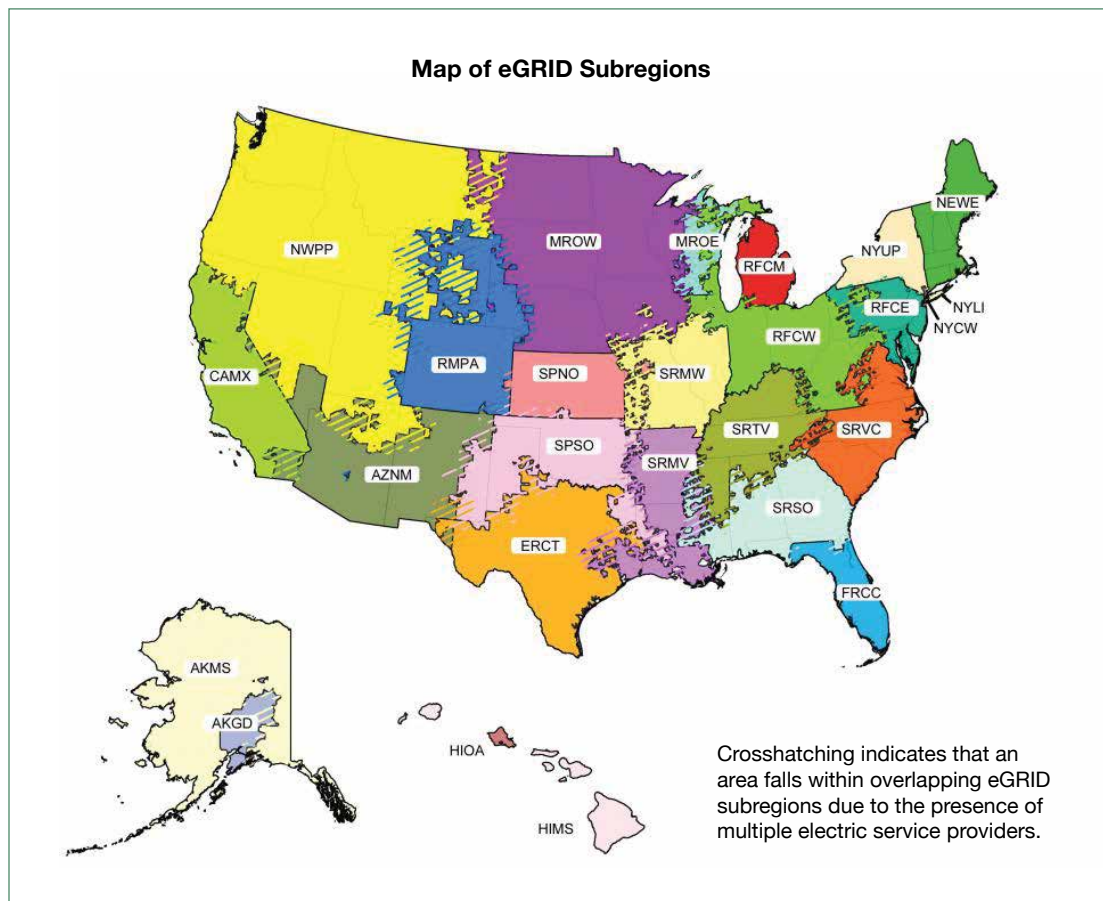 Map of eGRID Subregions
NEWE
NWPP
MROW
MROE
NYUP
RFCM
RFCE
NYLI
NYCW
RFCW
CAMX
RMPA
SPNO
SRMW
SRTV
SRVC
SPSO
SRMV
AZNM
SRSO
ERCT
FRCC
AKMS
AKGD
HIOA
HIMS
Crosshatching indicates that an
area falls within overlapping eGRID
subregions due to the presence of
multiple electric service providers.